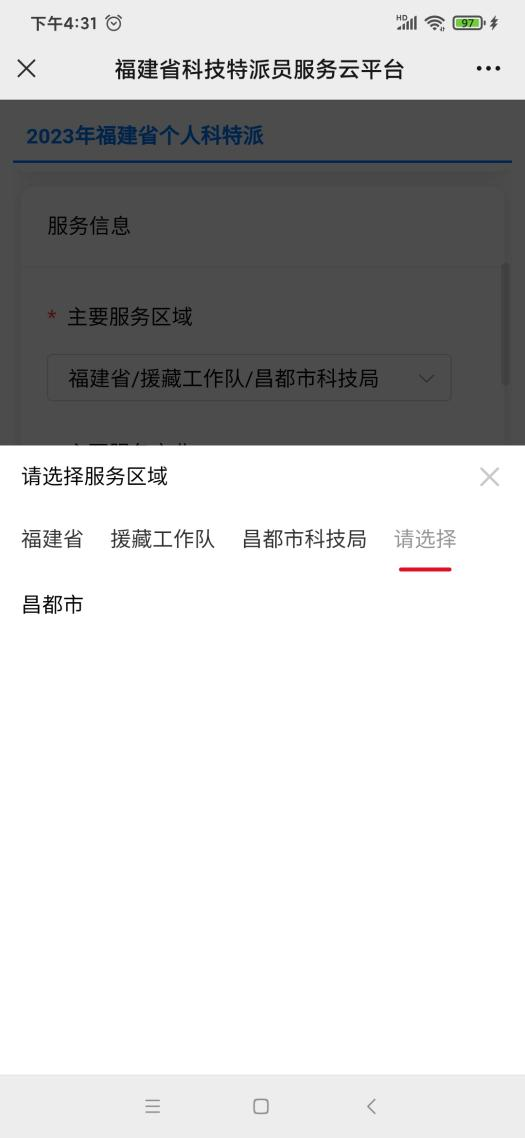 下午4:31
HD
97
福建省科技特派员服务云平台
2023年福建省个人科特派
服务信息
* 主要服务区域
福建省/援藏工作队/昌都市科技局
请选择服务区域
福建省 援藏工作队 昌都市科技局 请选择
昌都市